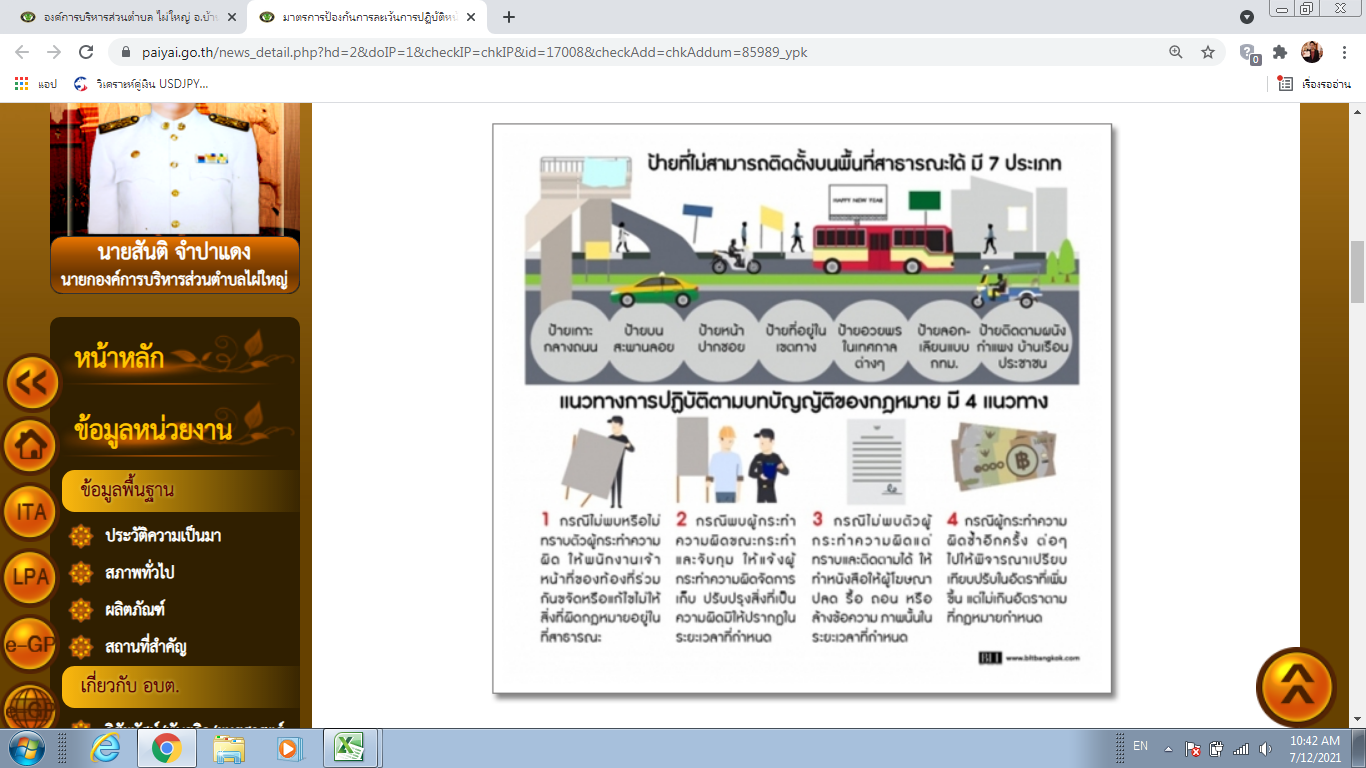 องค์การบริหารส่วนตำบล ไผ่ใหญ่ อ.บ้า
มาตรการป้องกันการละเว้นการปฏิบัติหน้
paiyai.go.th/news_detail.php?hd=2&doIP=1&checkIP=chkIP&id=17008&checkAdd=chkAddum=85989_ypk
0
แอป
วิเคราะห์คู่เงิน USDJPY...
เรื่องรออ่าน
นายสันติ จำปาแดง
นายกองค์การบริหารส่วนตำบลไผ่ใหญ่
หน้าหลัก
ข้อมูลหน่วยงาน
ข้อมูลพื้นฐาน
ประวัติความเป็นมา
สภาพทั่วไป
ผลิตภัณฑ์
สถานที่สำคัญ
เกี่ยวกับ อบต.
ITA
LPA
e-GP
e-GP
ป้ายที่ไม่สามารถติดตั้งบนพื้นที่สาธารณะได้ มี 7 ประเภท
HAPPY NEW YEAR
ป้ายเกาะ
กลางถนน
ป้ายบน
สะพานลอย
ป้ายหน้า
ปากซอย
ป้ายที่อยู่ใน
เขตทาง
ป้ายอวยพร
ในเทศกาล
ต่างๆ
ป้ายลอก-
เลียนแบบ
กทม.
ป้ายติดตามผนัง
กำแพง บ้านเรือน
ประชาชน
แนวทางการปฏิบัติตามบทบัญญัติของกฎหมาย มี 4 แนวทาง
1 กรณีไม่พบหรือไม่
ทราบตัวผู้กระทำความ
ผิด ให้พนักงานเจ้า
หน้าที่ของท้องที่ร่วม
กันขจัดหรือแก้ไขไม่ให้
สิ่งที่ผิดกฎหมายอยู่ใน
ที่สาธารณะ
2 กรณีพบผู้กระทำ
ความผิดขณะกระทำ
และจับกุม ให้แจ้งผู้
กระทำความผิดจัดการ
เก็บ ปรับปรุงสิ่งที่เป็น
ความผิดมิให้ปรากฏใน
ระยะเวลาที่กำหนด
3 กรณีไม่พบตัวผู้
กระทำความผิดแต่
ทราบและติดตามได้ ให้
ทำหนังสือให้ผู้โฆษณา
ปลด รื้อ ถอน หรือ
ล้างข้อความ ภาพนั้นใน
ระยะเวลาที่กำหนด
4 กรณีผู้กระทำความ
ผิดซ้ำอีกครั้ง ต่อๆ
ไปให้พิจารณาเปรียบ
เทียบปรับในอัตราที่เพิ่ม
ขึ้น แต่ไม่เกินอัตราตาม
ที่กฎหมายกำหนด
BLT www.bltbangkok.com
EN
10:42 AM
7/12/2021